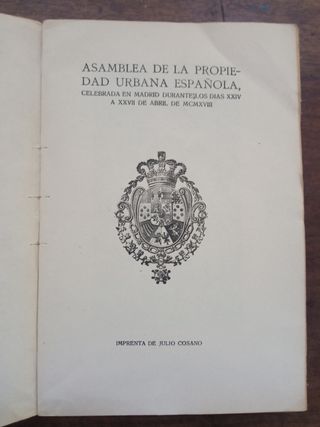 ASAMBLEA DE LA PROPIE-
DAD URBANA ESPAÑOLA,
CELEBRADA EN MADRID DURANTE LOS DIAS XXIV
A XXVII DE ABRIL DE MCMXVIII
IMPRENTA DE JULIO COSANO